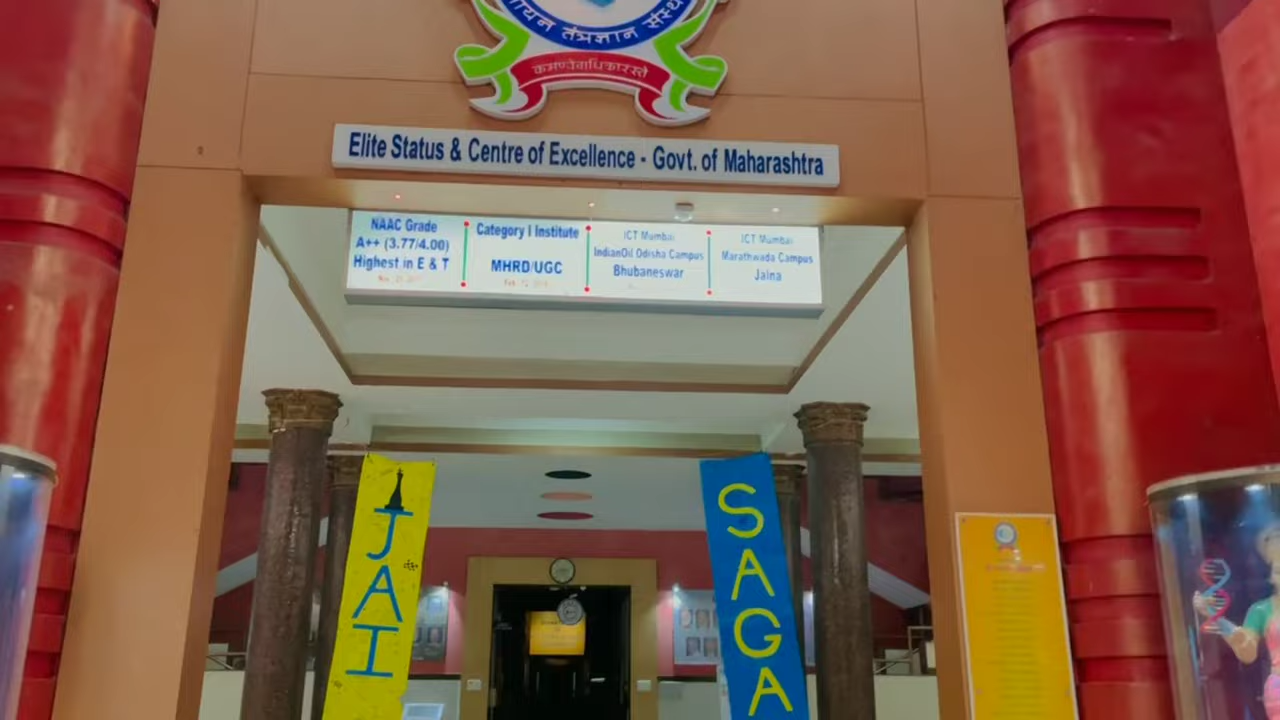 तंत्रज्ञान संस्था
कर्मण्येवाधिकारस्ते
Elite Status & Centre of Excellence - Govt. of Maharashtra
NAAC Grade
A++ (3.77/4.00)
Highest in E & T
Category I Institute
MHRD/UGC
ICT Mumbai
IndianOil Odisha Campus
Bhubaneswar
ICT Mumbai
Marathwada Campus
Jalna
JAI
SAGA